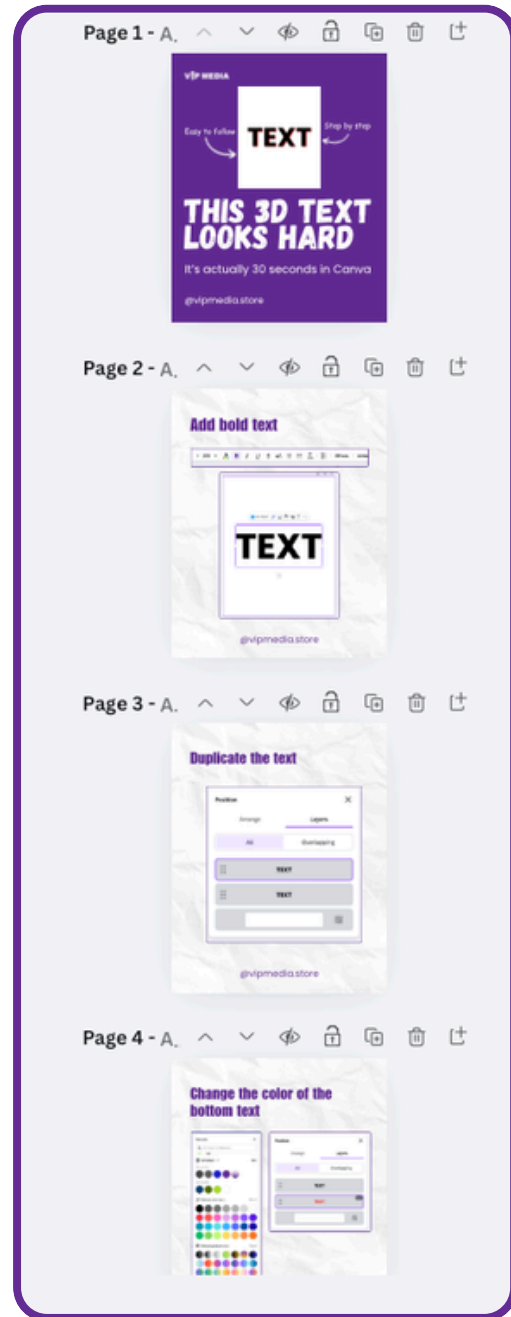 Page 1 - A.
VIP MEDIA
Easy to follow
Step by step
TEXT
THIS 3D TEXT
LOOKS HARD
It's actually 30 seconds in Canva
@vipmedia.store
Page 2 - A.
Add bold text
TEXT
@vipmedia.store
Page 3 - A.
Duplicate the text
Position
Arrange Layers
All Overlapping
TEXT
TEXT
@vipmedia.store
Page 4 - A.
Change the color of the
bottom text
Position
Arrange Layers
All Overlapping
TEXT
TEXT